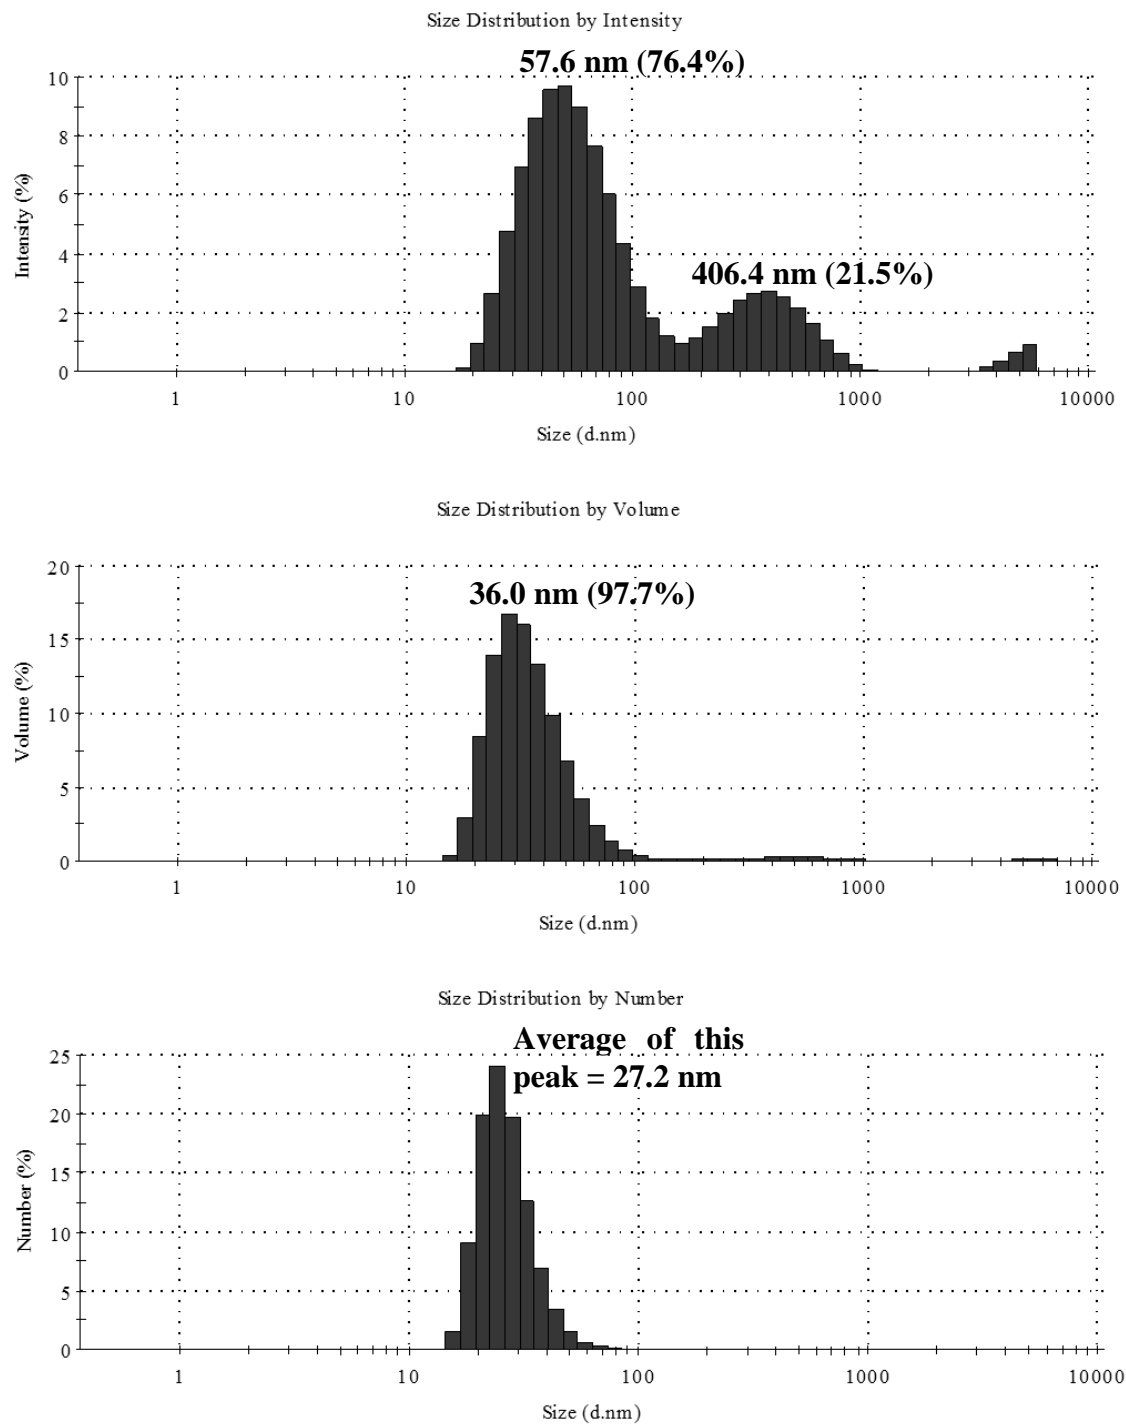 Size Distribution by Intensity
57.6 nm (76.4%)
10
8
6
4
2
0
Intensity (%)
406.4 nm (21.5%)
1
10
100
1000
10000
Size (d.nm)
Size Distribution by Volume
20
15
10
5
0
Volume (%)
36.0 nm (97.7%)
1
10
100
1000
10000
Size (d.nm)
Size Distribution by Number
Average of this
peak = 27.2 nm
25
20
15
10
5
0
Number (%)
1
10
100
1000
10000
Size (d.nm)